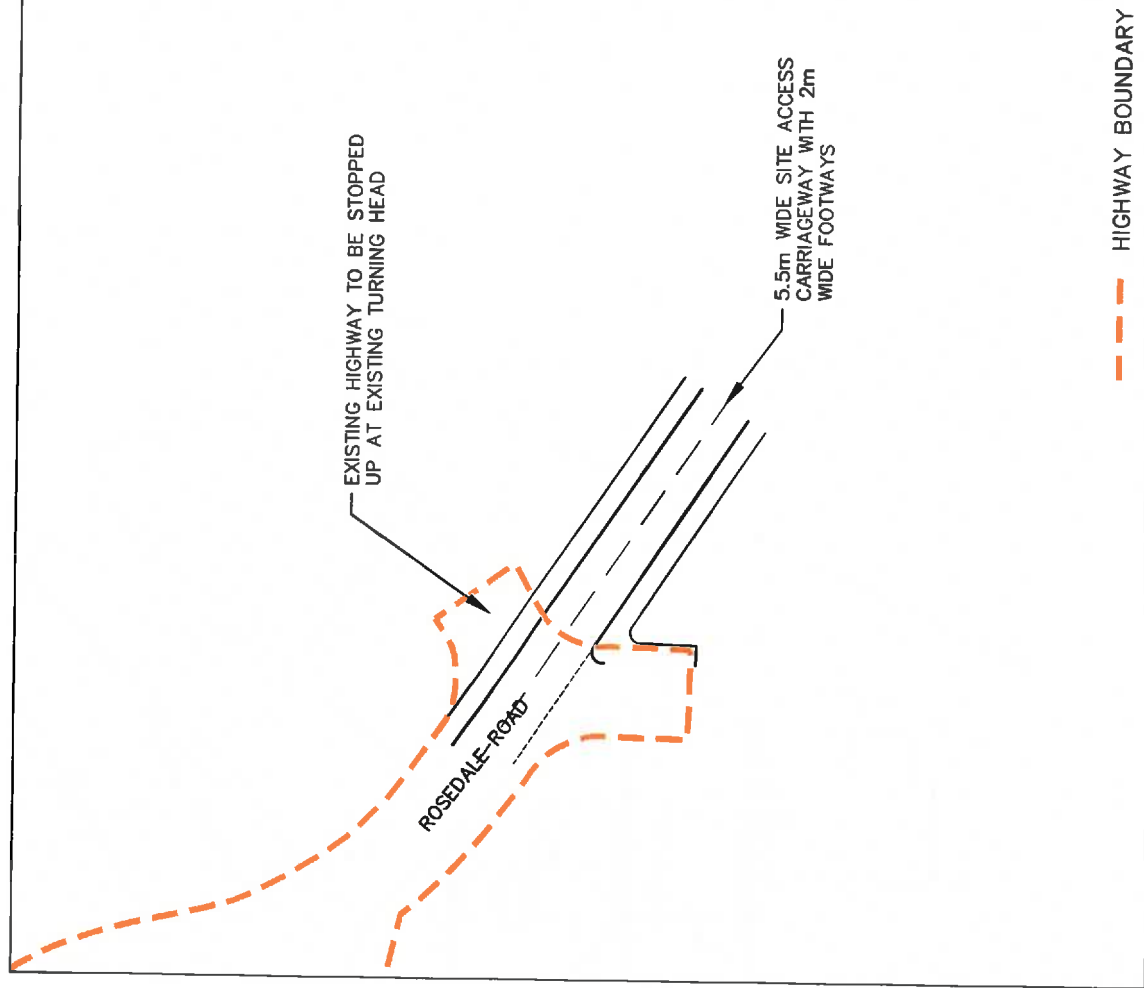 EXISTING HIGHWAY TO BE STOPPED
UP AT EXISTING TURNING HEAD
5.5m WIDE SITE ACCESS
CARRIAGEWAY WITH 2m
WIDE FOOTWAYS
ROSEDALE ROAD
HIGHWAY BOUNDARY